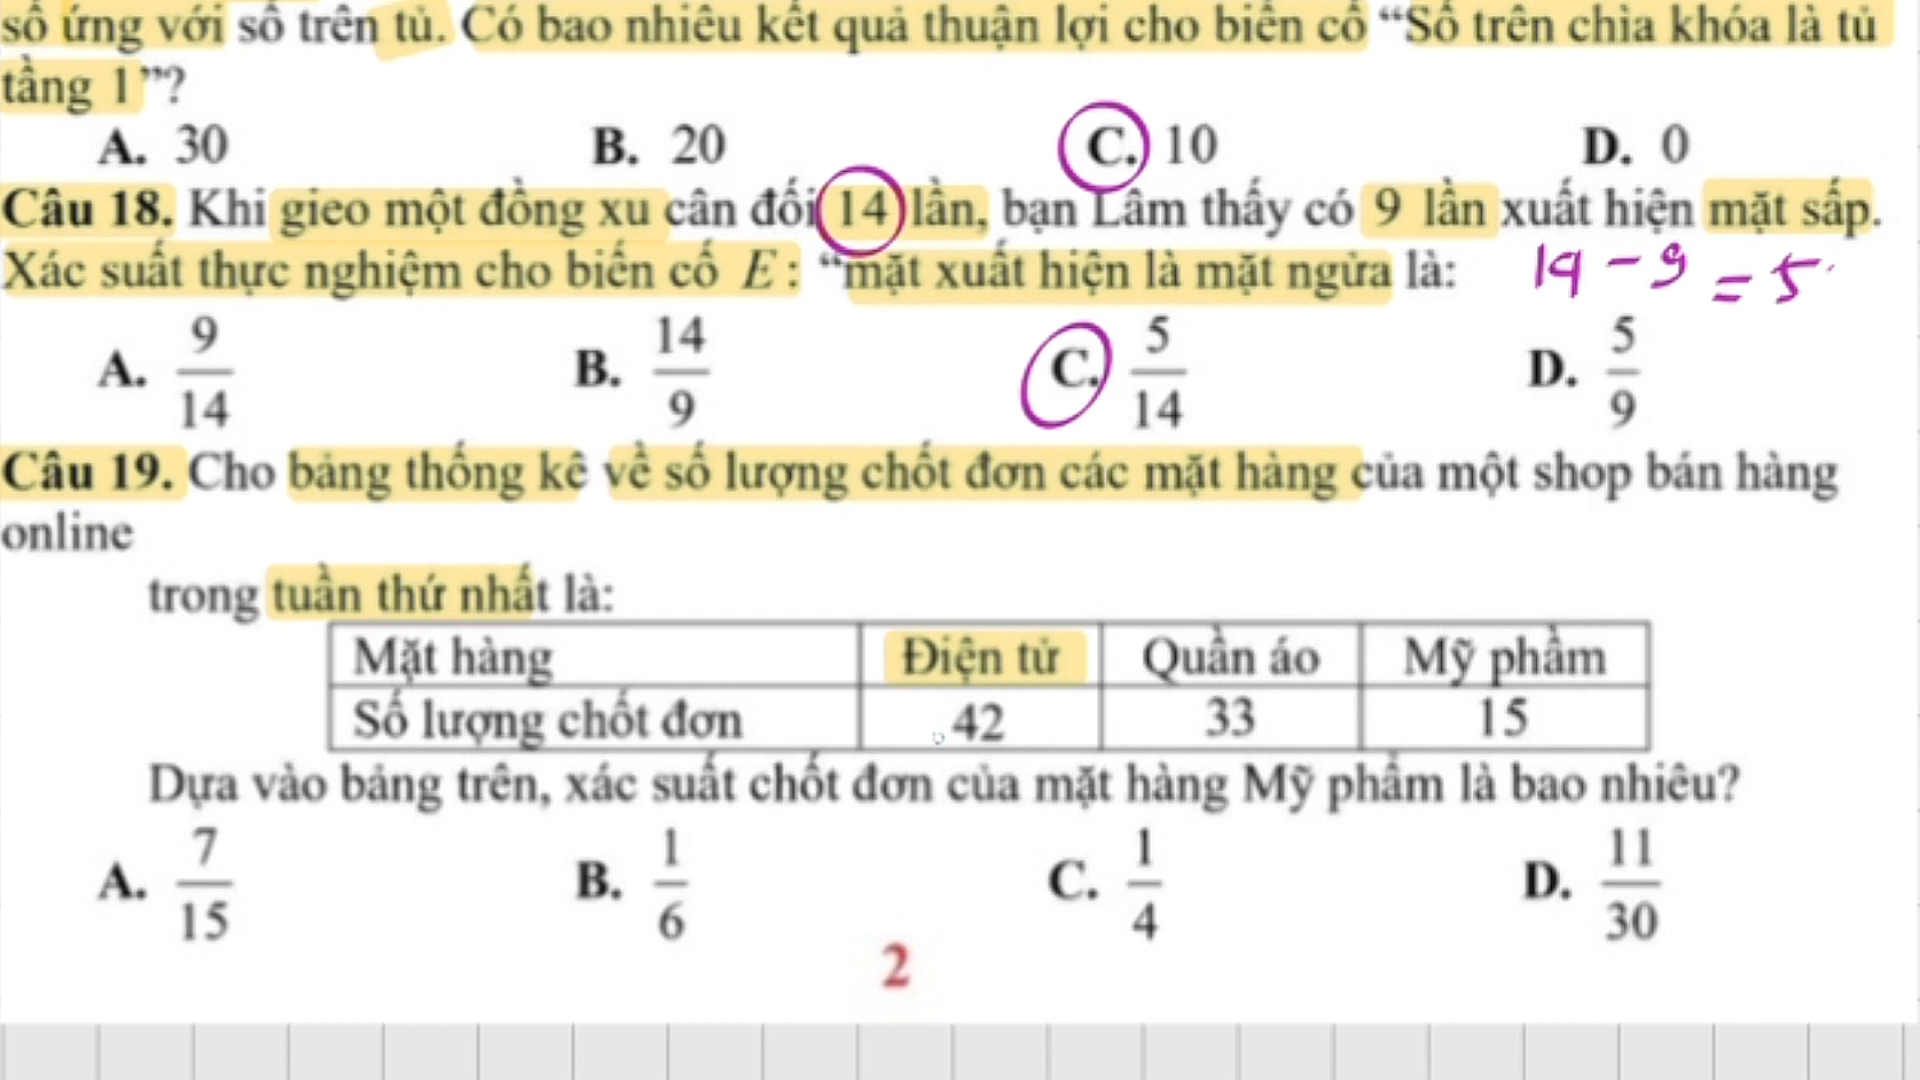 số ứng với số trên tủ. Có bao nhiêu kết quả thuận lợi cho biến cố “Số trên chìa khóa là tủ
tầng 1”?
A. 30 B. 20 C. 10 D. 0
Câu 18. Khi gieo một đồng xu cân đối 14 lần, bạn Lâm thấy có 9 lần xuất hiện mặt sấp.
Xác suất thực nghiệm cho biến cố E : “mặt xuất hiện là mặt ngửa là: 14 - 9 = 5
A. 9/14 B. 14/9 C. 5/14 D. 5/9
Câu 19. Cho bảng thống kê về số lượng chốt đơn các mặt hàng của một shop bán hàng
online
trong tuần thứ nhất là:
Mặt hàng Điện tử Quần áo Mỹ phẩm
Số lượng chốt đơn 42 33 15
Dựa vào bảng trên, xác suất chốt đơn của mặt hàng Mỹ phẩm là bao nhiêu?
A. 7/15 B. 1/6 C. 1/4 D. 11/30
2